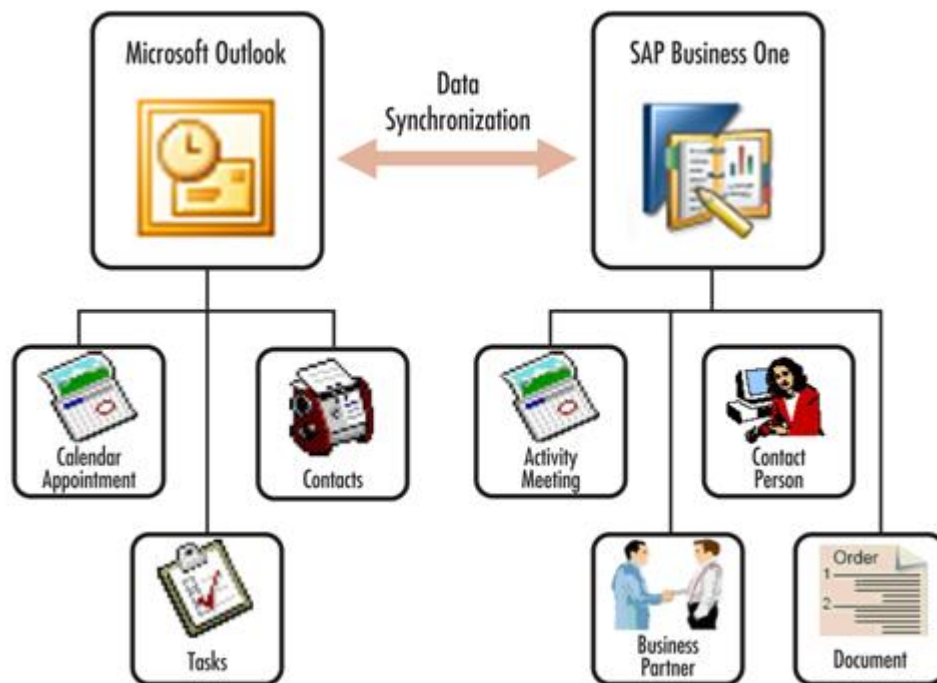 Microsoft Outlook
SAP Business One
Data
Synchronization
Calendar
Appointment
Contacts
Activity
Meeting
Contact
Person
Tasks
Business
Partner
Order
1
2
Document